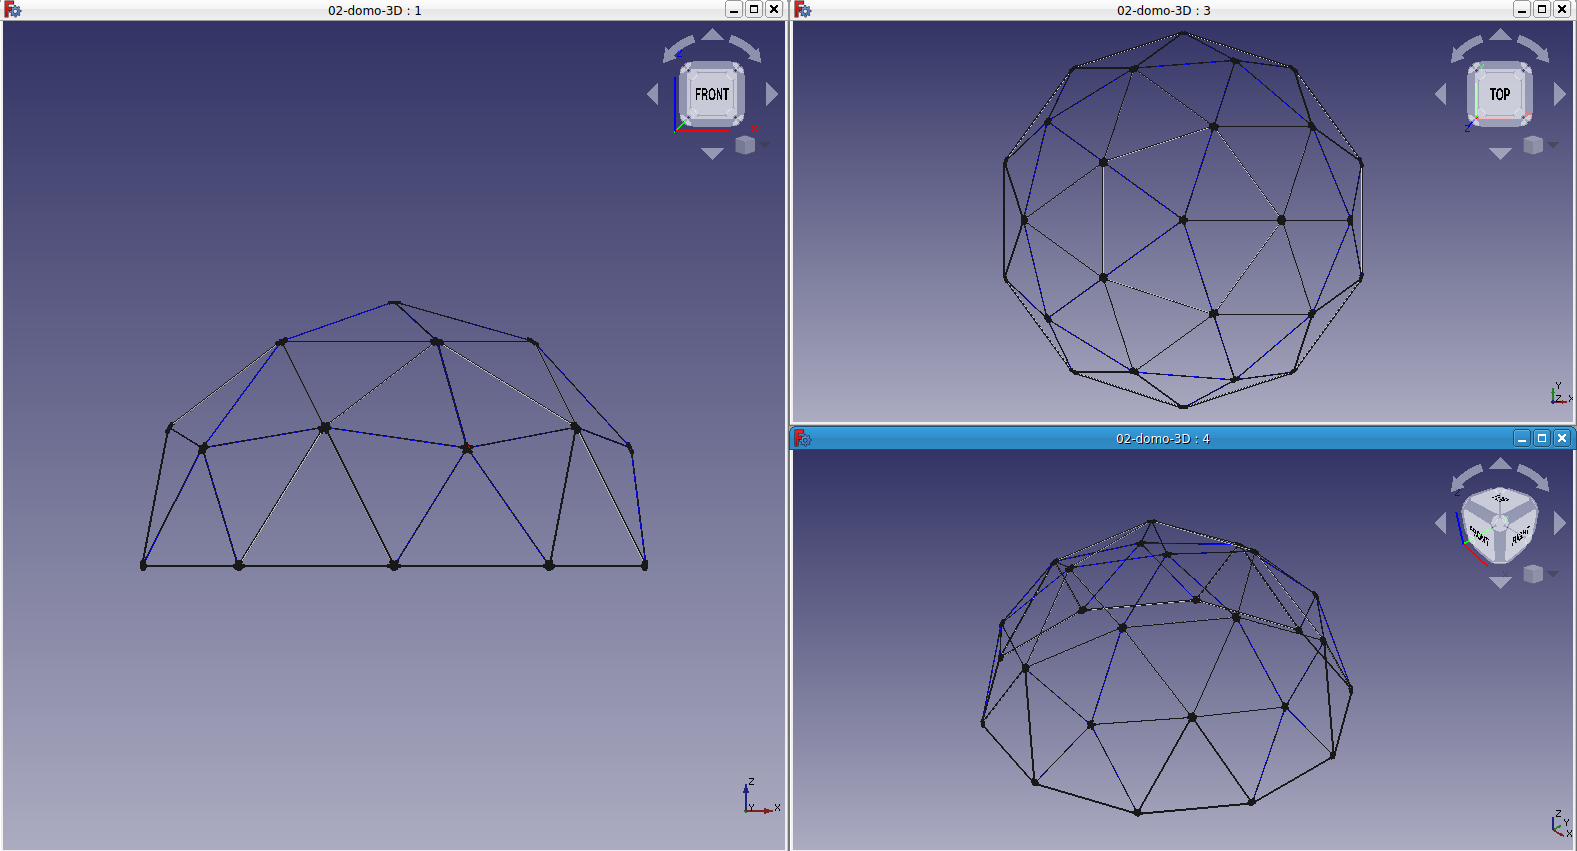 02-domo-3D : 1
Z
FRONT
X
Z
Y
X
02-domo-3D : 3
TOP
Z
Y
Z
X
02-domo-3D : 4
Z
FRONT
RIGHT
Z
Y
X